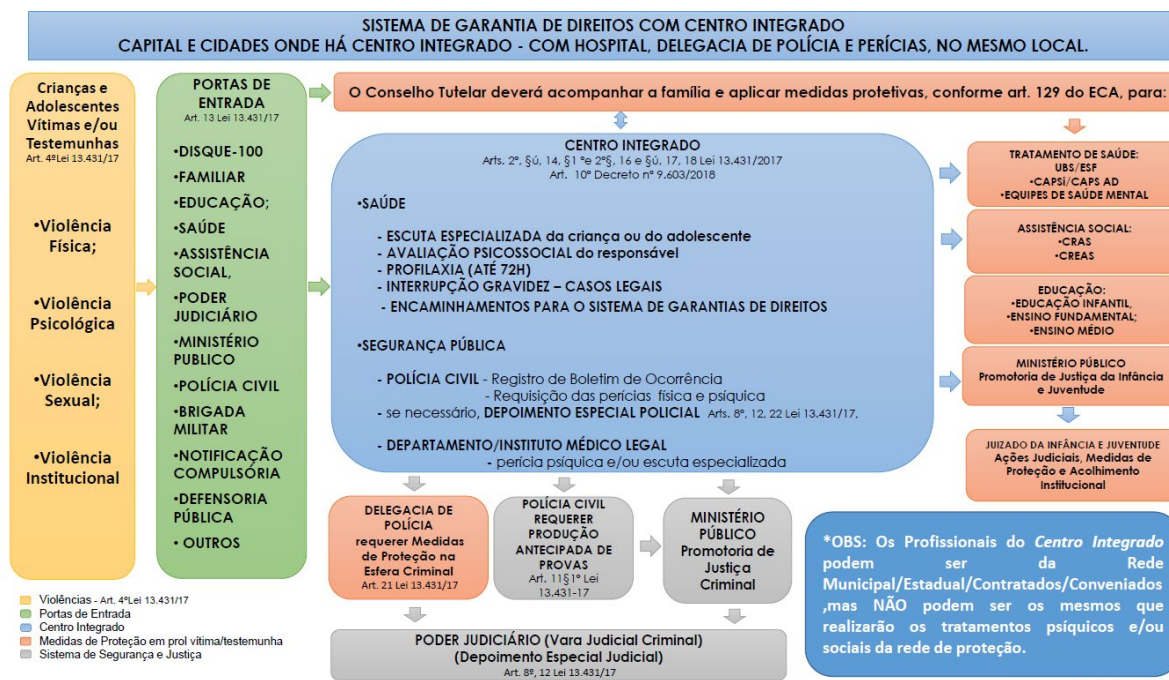 SISTEMA DE GARANTIA DE DIREITOS COM CENTRO INTEGRADO
CAPITAL E CIDADES ONDE HÁ CENTRO INTEGRADO - COM HOSPITAL, DELEGACIA DE POLÍCIA E PERÍCIAS, NO MESMO LOCAL.
Crianças e
Adolescentes
Vítimas e/ou
Testemunhas
Art. 4ºLei 13.431/17
•Violência
Física;
•Violência
Psicológica
•Violência
Sexual;
•Violência
Institucional
PORTAS DE
ENTRADA
Art. 13 Lei 13.431/17
•DISQUE-100
•FAMILIAR
•EDUCAÇÃO;
•SAÚDE
•ASSISTÊNCIA
SOCIAL,
•PODER
JUDICIÁRIO
•MINISTÉRIO
PUBLICO
•POLÍCIA CIVIL
•BRIGADA
MILITAR
•NOTIFICAÇÃO
COMPULSÓRIA
•DEFENSORIA
PÚBLICA
• OUTROS
O Conselho Tutelar deverá acompanhar a família e aplicar medidas protetivas, conforme art. 129 do ECA, para:
CENTRO INTEGRADO
Arts. 2º, §ú, 14, §1 ºe 2º§, 16 e §ú, 17, 18 Lei 13.431/2017
Art. 10º Decreto nº 9.603/2018
•SAÚDE
- ESCUTA ESPECIALIZADA da criança ou do adolescente
- AVALIAÇÃO PSICOSSOCIAL do responsável
- PROFILAXIA (ATÉ 72H)
- INTERRUPÇÃO GRAVIDEZ – CASOS LEGAIS
- ENCAMINHAMENTOS PARA O SISTEMA DE GARANTIAS DE DIREITOS
•SEGURANÇA PÚBLICA
- POLÍCIA CIVIL - Registro de Boletim de Ocorrência
- Requisição das perícias física e psíquica
- se necessário, DEPOIMENTO ESPECIAL POLICIAL Arts. 8º, 12, 22 Lei 13.431/17,
- DEPARTAMENTO/INSTITUTO MÉDICO LEGAL
- perícia psíquica e/ou escuta especializada
TRATAMENTO DE SAÚDE:
UBS/ESF
•CAPSi/CAPS AD
•EQUIPES DE SAÚDE MENTAL
ASSISTÊNCIA SOCIAL:
•CRAS
•CREAS
EDUCAÇÃO:
•EDUCAÇÃO INFANTIL,
•ENSINO FUNDAMENTAL;
•ENSINO MÉDIO
MINISTÉRIO PÚBLICO
Promotoria de Justiça da Infância
e Juventude
JUIZADO DA INFÂNCIA E JUVENTUDE
Ações Judiciais, Medidas de
Proteção e Acolhimento
Institucional
DELEGACIA DE
POLÍCIA
requerer Medidas
de Proteção na
Esfera Criminal
Art. 21 Lei 13.431/17
POLÍCIA CIVIL
REQUERER
PRODUÇÃO
ANTECIPADA DE
PROVAS
Art. 11§1º Lei
13.431-17
MINISTÉRIO
PÚBLICO
Promotoria de
Justiça
Criminal
PODER JUDICIÁRIO (Vara Judicial Criminal)
(Depoimento Especial Judicial)
Art. 8º, 12 Lei 13.431/17
*OBS: Os Profissionais do Centro Integrado
podem ser da Rede
Municipal/Estadual/Contratados/Conveniados
,mas NÃO podem ser os mesmos que
realizarão os tratamentos psíquicos e/ou
sociais da rede de proteção.
Violências - Art. 4ºLei 13.431/17
Portas de Entrada
Centro Integrado
Medidas de Proteção em prol vítima/testemunha
Sistema de Segurança e Justiça